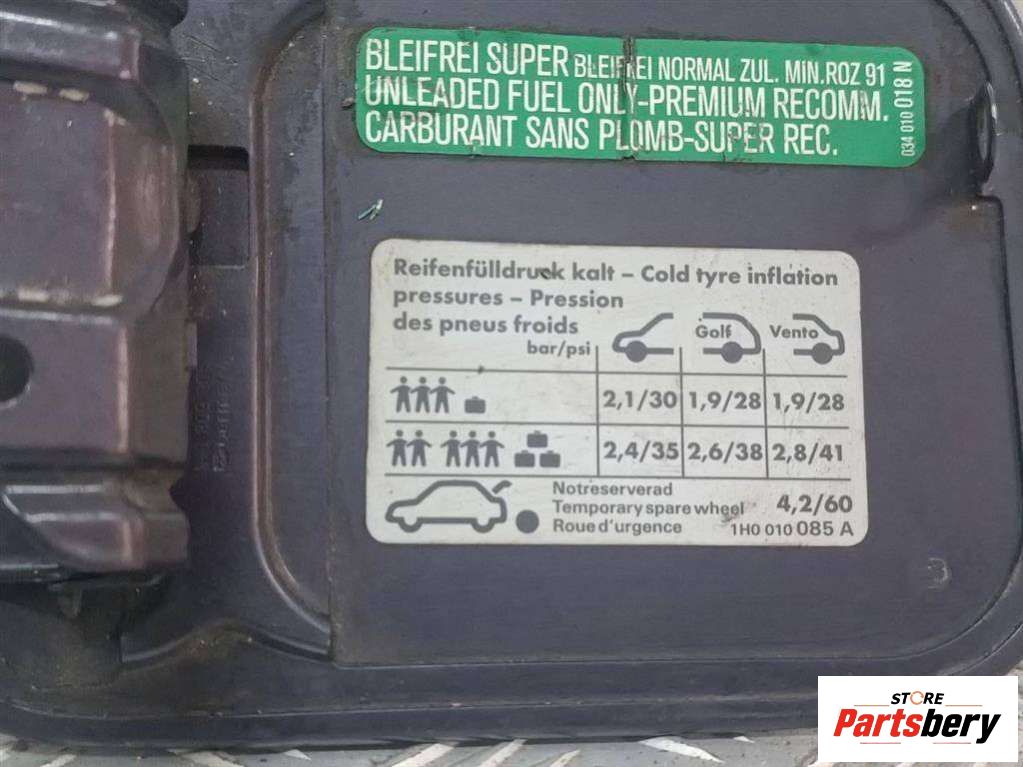 BLEIFREI SUPER BLEIFREI NORMAL ZUL. MIN.ROZ 91
UNLEADED FUEL ONLY-PREMIUM RECOMM.
CARBURANT SANS PLOMB-SUPER REC.
034 010 018 N
Reifenfülldruck kalt – Cold tyre inflation
pressures – Pression
des pneus froids
bar/psi
Golf
Vento
2,1/30 1,9/28 1,9/28
2,4/35 2,6/38 2,8/41
Notreserverad
Temporary spare wheel 4,2/60
Roue d'urgence
1H0 010 085 A
STORE
Partsbery